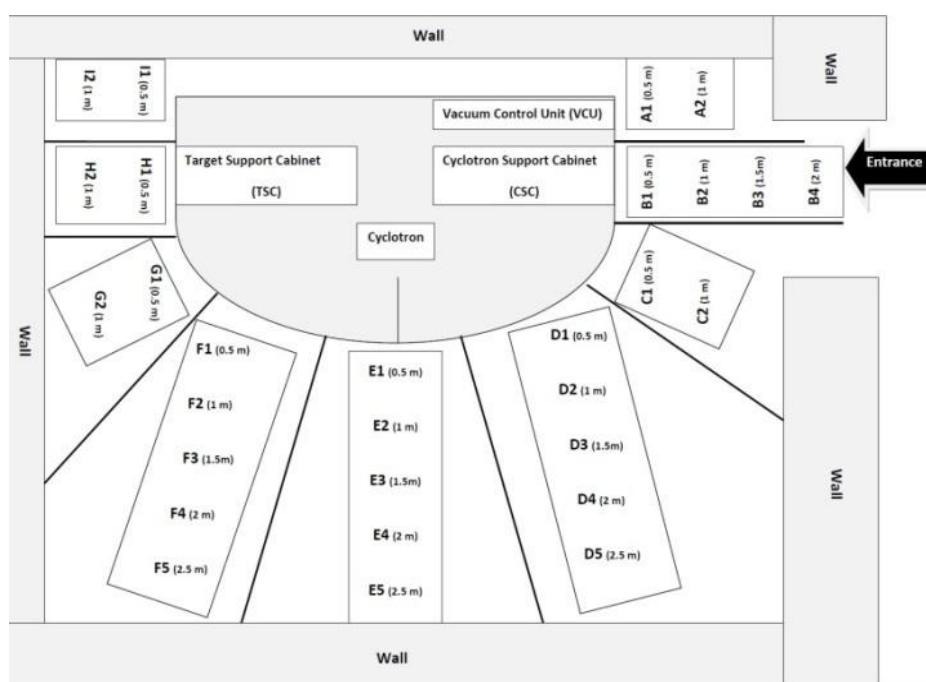 Wall
Wall
I2 (1 m)
I1 (0.5 m)
A1 (0.5 m)
A2 (1 m)
Vacuum Control Unit (VCU)
H2 (1 m)
H1 (0.5 m)
Target Support Cabinet
(TSC)
Cyclotron Support Cabinet
(CSC)
B1 (0.5 m)
B2 (1 m)
B3 (1.5m)
B4 (2 m)
Entrance
Cyclotron
G2 (1 m)
G1 (0.5 m)
C1 (0.5 m)
C2 (1 m)
Wall
F1 (0.5 m)
F2 (1 m)
F3 (1.5m)
F4 (2 m)
F5 (2.5 m)
E1 (0.5 m)
E2 (1 m)
E3 (1.5m)
E4 (2 m)
E5 (2.5 m)
D1 (0.5 m)
D2 (1 m)
D3 (1.5m)
D4 (2 m)
D5 (2.5 m)
Wall
Wall